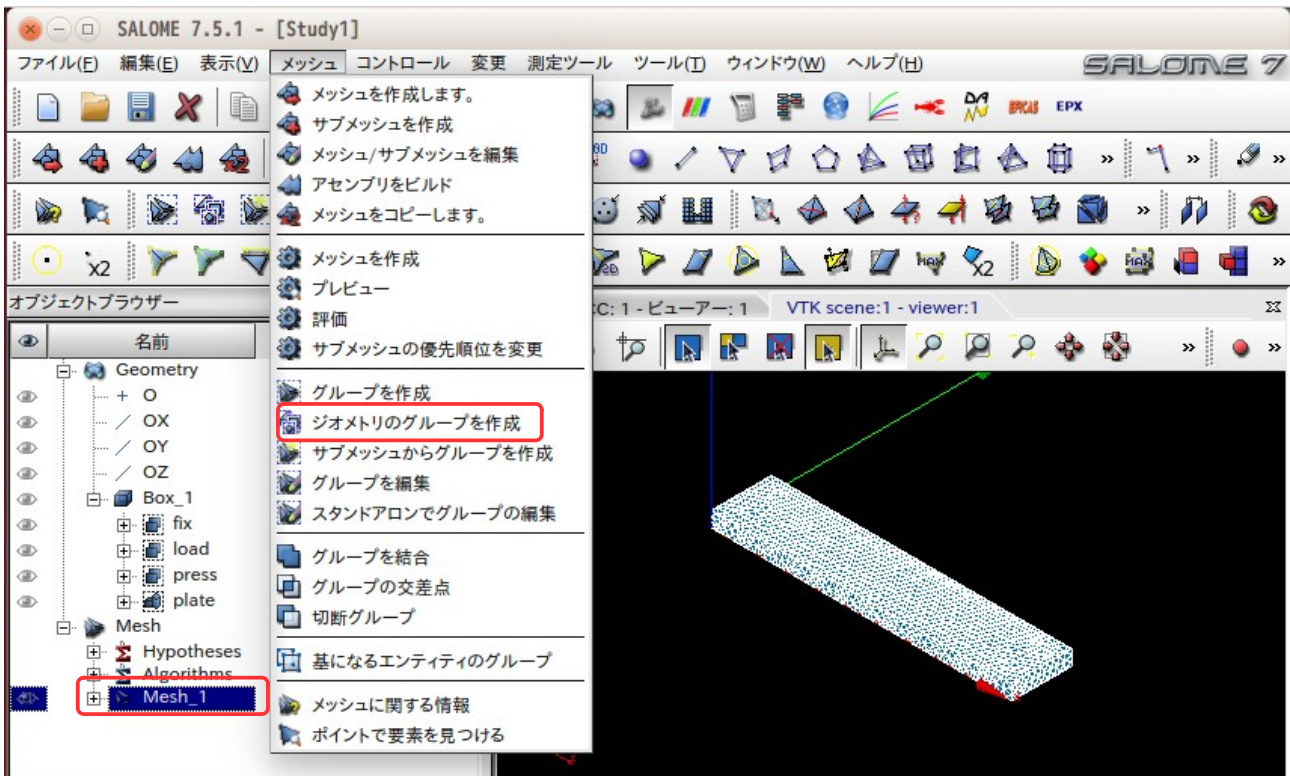 SALOME 7.5.1 - [Study1]
ファイル(F) 編集(E) 表示(V) メッシュ コントロール 変更 測定ツール ツール(T) ウィンドウ(W) ヘルプ(H)
SALOME 7
EFICAS EPX
x2
2D
MAX
x2
MAX
メッシュを作成します。
サブメッシュを作成
メッシュ/サブメッシュを編集
アセンブリをビルド
メッシュをコピーします。
メッシュを作成
プレビュー
評価
サブメッシュの優先順位を変更
グループを作成
ジオメトリのグループを作成
サブメッシュからグループを作成
グループを編集
スタンドアロンでグループの編集
グループを結合
グループの交差点
切断グループ
基になるエンティティのグループ
メッシュに関する情報
ポイントで要素を見つける
オブジェクトブラウザー
名前
Geometry
O
OX
OY
OZ
Box_1
fix
load
press
plate
Mesh
Hypotheses
Algorithms
Mesh_1
CC: 1 - ビューアー: 1
VTK scene:1 - viewer:1